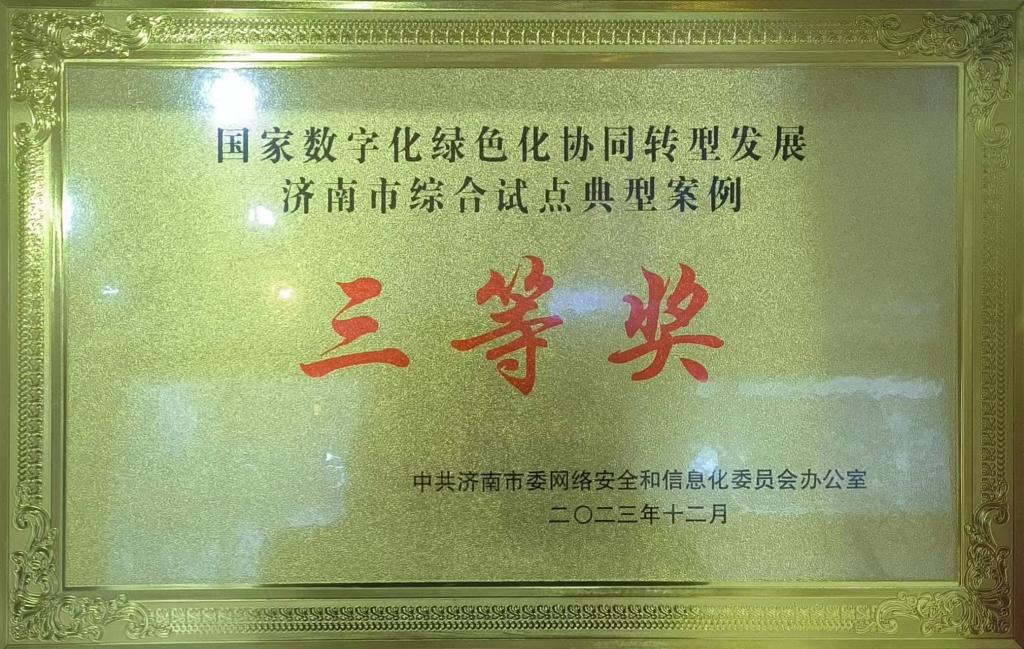 国家数字化绿色化协同转型发展
济南市综合试点典型案例
三等奖
中共济南市委网络安全和信息化委员会办公室
二〇二三年十二月